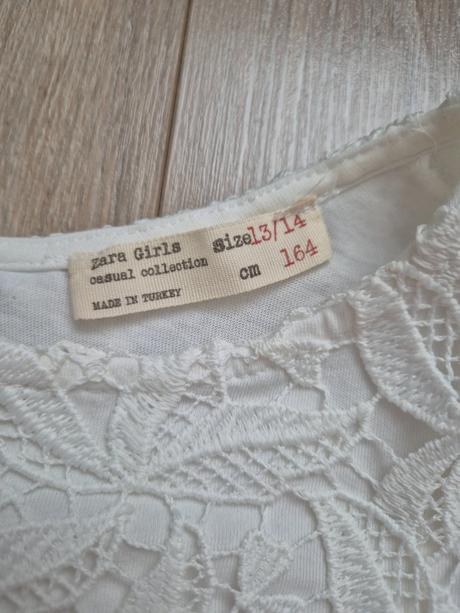 zara Girls Size13/14
casual collection cm 164
MADE IN TURKEY